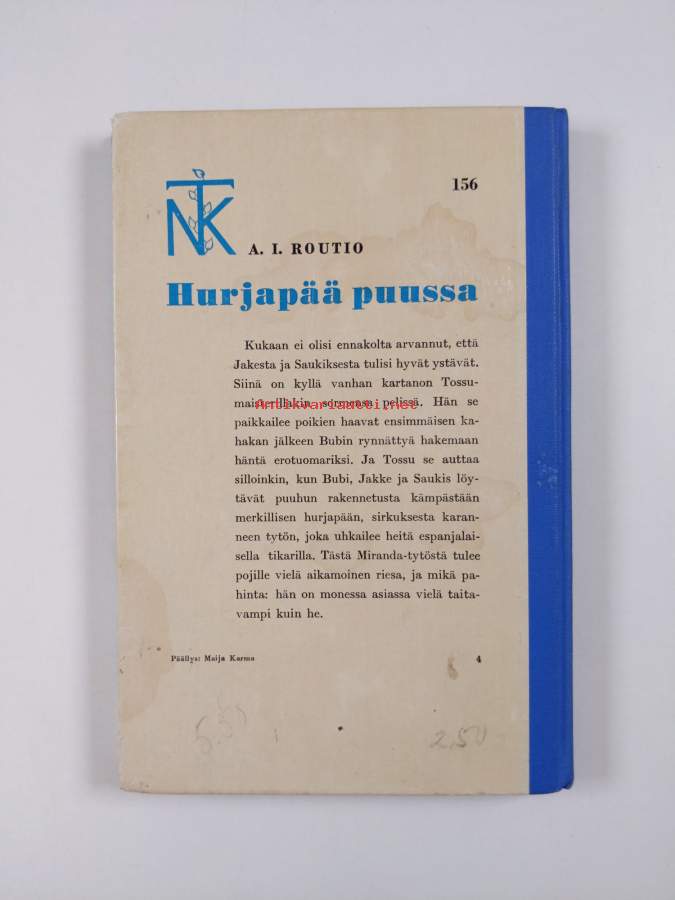 NTK
156
A. I. ROUTIO
Hurjapää puussa
Kukaan ei olisi ennakolta arvannut, että
Jakesta ja Saukiksesta tulisi hyvät ystävät.
Siinä on kyllä vanhan kartanon Tossu-
maisterillakin sormensa pelissä. Hän se
Antikvariaatti.net
paikkailee poikien haavat ensimmäisen ka-
hakan jälkeen Bubin rynnättyä hakemaan
häntä erotuomariksi. Ja Tossu se auttaa
silloinkin, kun Bubi, Jakke ja Saukis löy-
tävät puuhun rakennetusta kämpästään
merkillisen hurjapään, sirkuksesta karan-
neen tytön, joka uhkailee heitä espanjalai-
sella tikarilla. Tästä Miranda-tytöstä tulee
pojille vielä aikamoinen riesa, ja mikä pa-
hinta: hän on monessa asiassa vielä taita-
vampi kuin he.
Päällys: Maija Karma
4
2,50